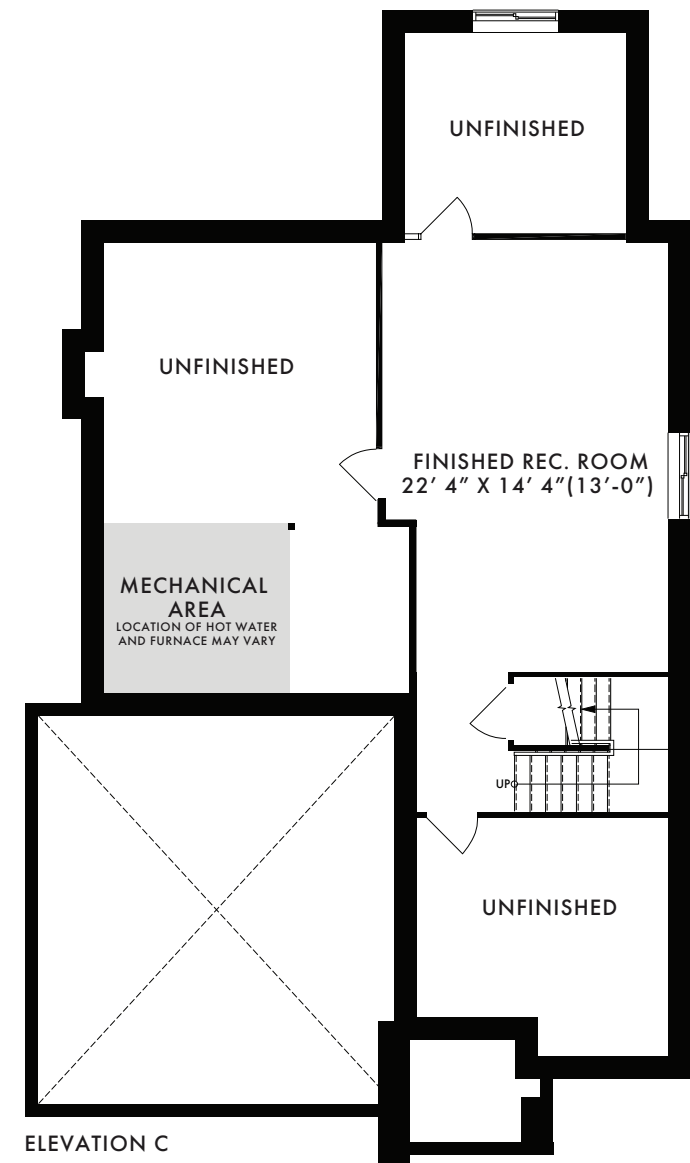 UNFINISHED
UNFINISHED
FINISHED REC. ROOM
22’ 4” X 14’ 4”(13’-0”)
MECHANICAL
AREA
LOCATION OF HOT WATER
AND FURNACE MAY VARY
UP
UNFINISHED
ELEVATION C